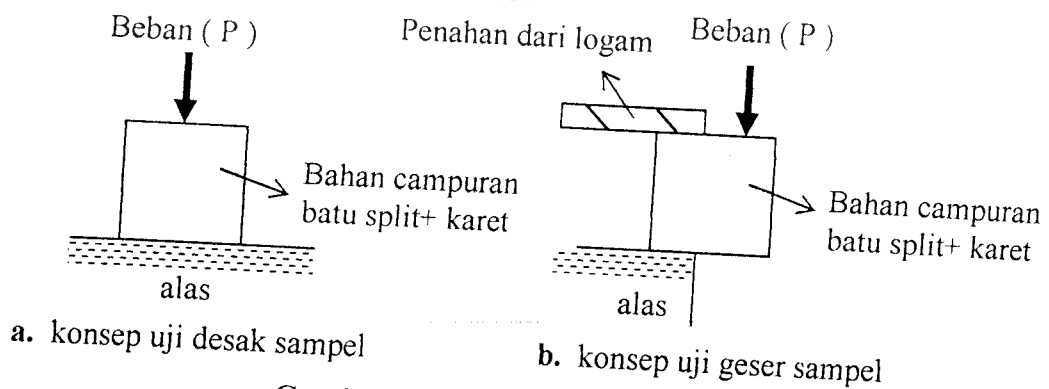 Beban ( P )
Penahan dari logam
Beban ( P )
Bahan campuran
batu split+ karet
Bahan campuran
batu split+ karet
alas
alas
a. konsep uji desak sampel
b. konsep uji geser sampel